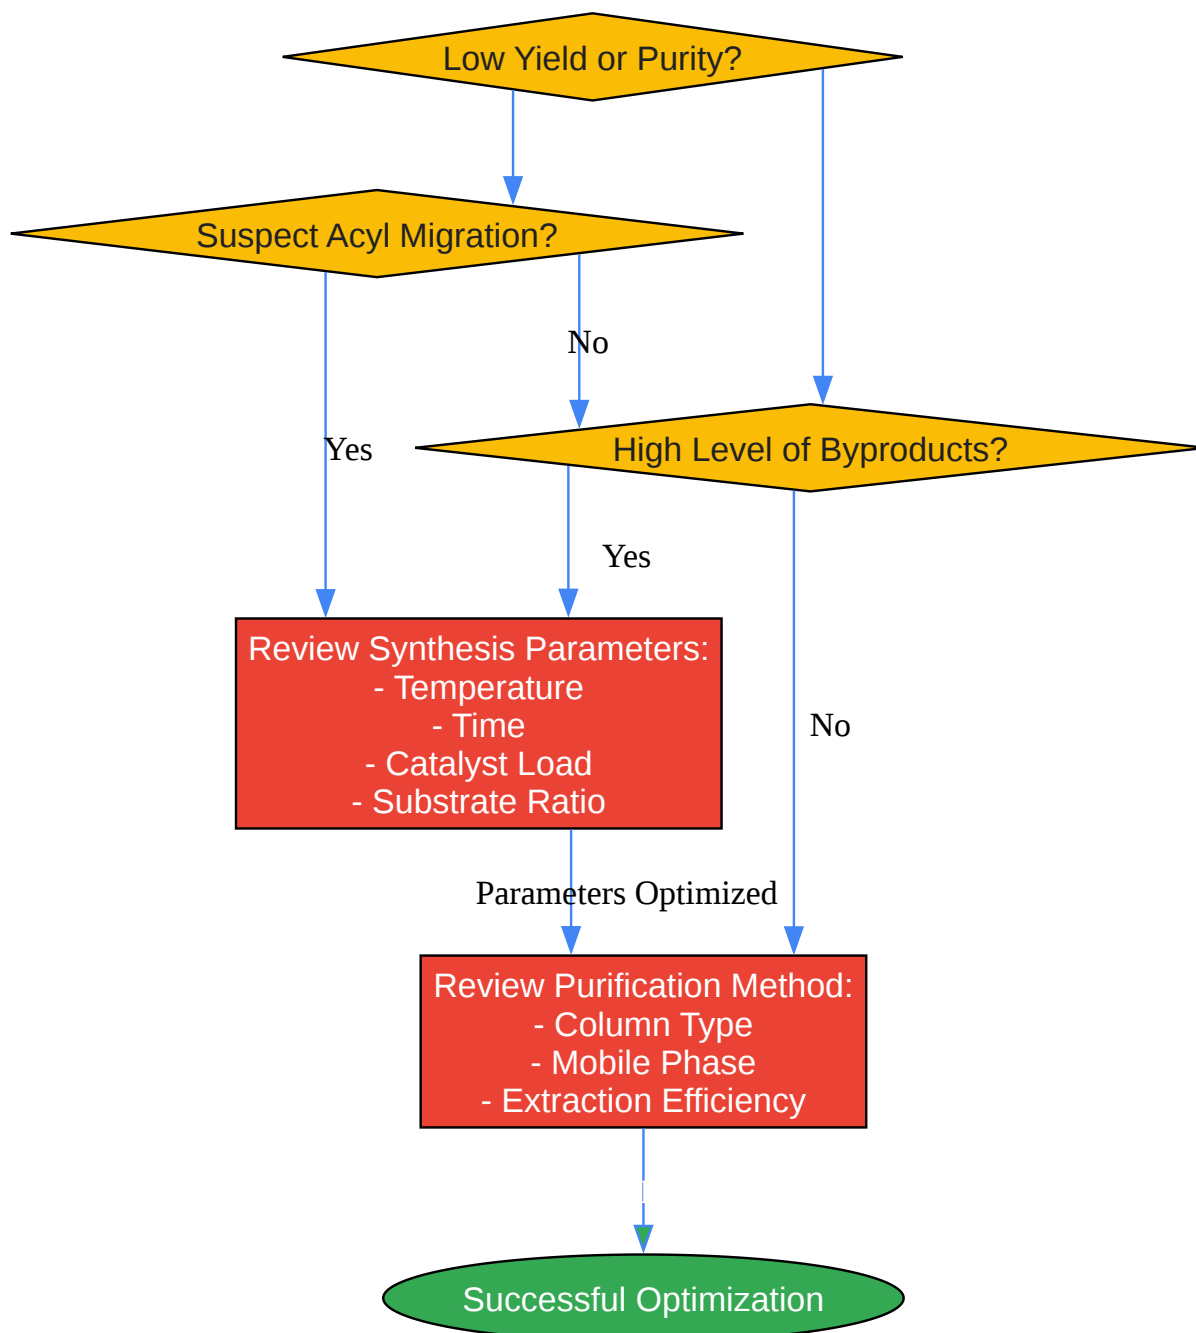 Low Yield or Purity?
Suspect Acyl Migration?
No
Yes
High Level of Byproducts?
Yes
Review Synthesis Parameters:
- Temperature
- Time
- Catalyst Load
- Substrate Ratio
No
Parameters Optimized
Review Purification Method:
- Column Type
- Mobile Phase
- Extraction Efficiency
Successful Optimization